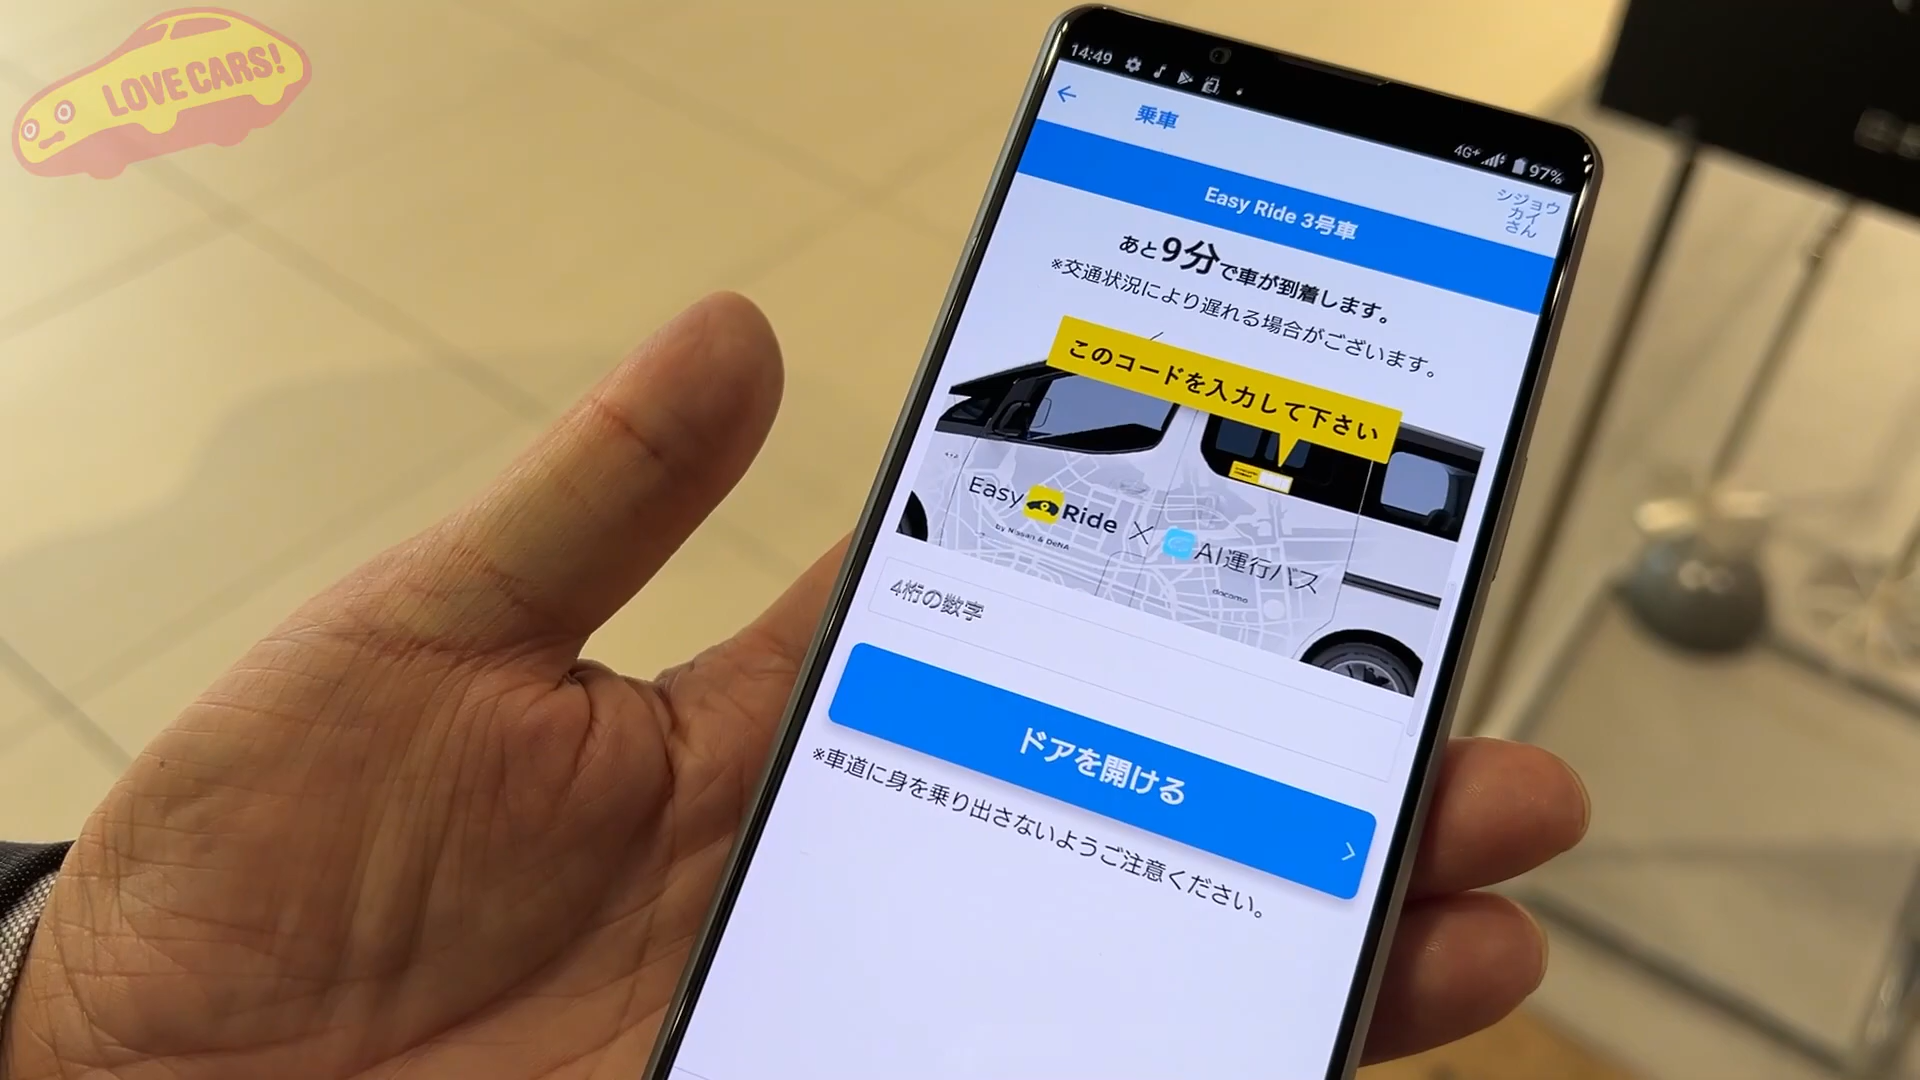 LOVE CARS!
14:49
4G+
97%
乗車
シジョウ
カイ
さん
Easy Ride 3号車
あと9分で車が到着します。
※交通状況により遅れる場合がございます。
このコードを入力して下さい
Easy Ride × AI運行バス
by Nissan & DeNA
docomo
4桁の数字
ドアを開ける
※車道に身を乗り出さないようご注意ください。